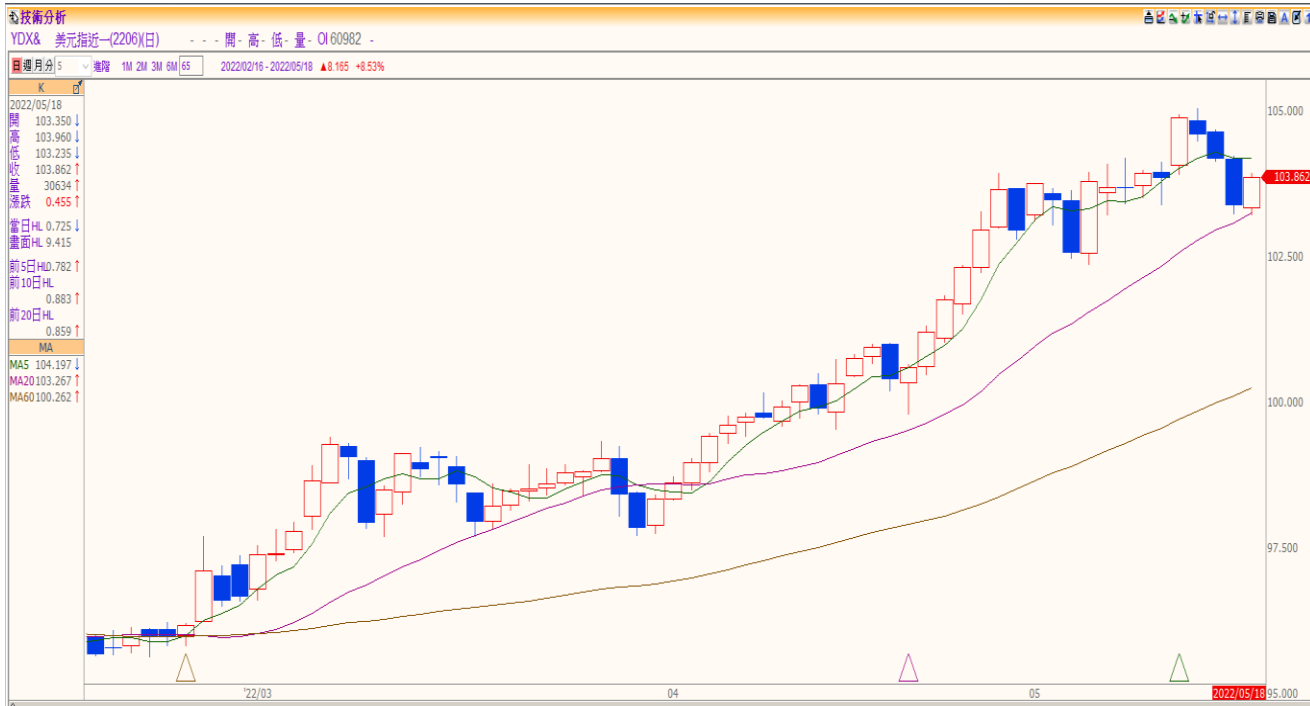 技術分析
YDX& 美元指近一(2206)(日) - - - 開- 高- 低- 量- OI 60982 -
日 週 月 分 S 進階 1M 2M 3M 6M 65 2022/02/16 - 2022/05/18 ▲8.165 +8.53%
K
2022/05/18
開 103.350↓
高 103.960↓
低 103.235↓
收 103.862↑
量 30634↑
漲跌 0.455↑
當日HL 0.725↓
畫面HL 9.415
前5日HL0.782↑
前10日HL
0.883↑
前20日HL
0.859↑
MA
MA5 104.197↓
MA20 103.267↑
MA60 100.262↑
105.000
103.862
102.500
100.000
97.500
95.000
'22/03 04 05 2022/05/18